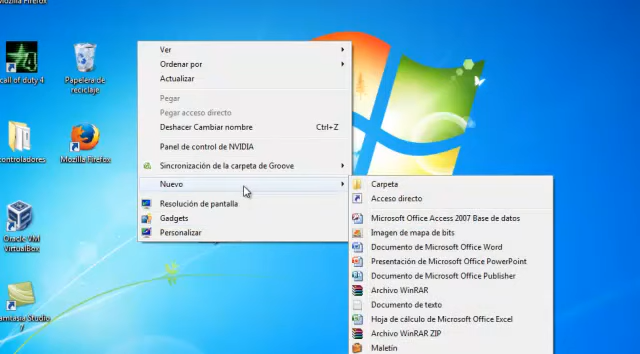 Mozilla Firefox
call of duty 4
Papelera de
reciclaje
controladores
Mozilla Firefox
Oracle VM
VirtualBox
Camtasia Studio
7
Ver
Ordenar por
Actualizar
Pegar
Pegar acceso directo
Deshacer Cambiar nombre Ctrl+Z
Panel de control de NVIDIA
Sincronización de la carpeta de Groove
Nuevo
Resolución de pantalla
Gadgets
Personalizar
Carpeta
Acceso directo
Microsoft Office Access 2007 Base de datos
Imagen de mapa de bits
Documento de Microsoft Office Word
Presentación de Microsoft Office PowerPoint
Documento de Microsoft Office Publisher
Archivo WinRAR
Documento de texto
Hoja de cálculo de Microsoft Office Excel
Archivo WinRAR ZIP
Maletín